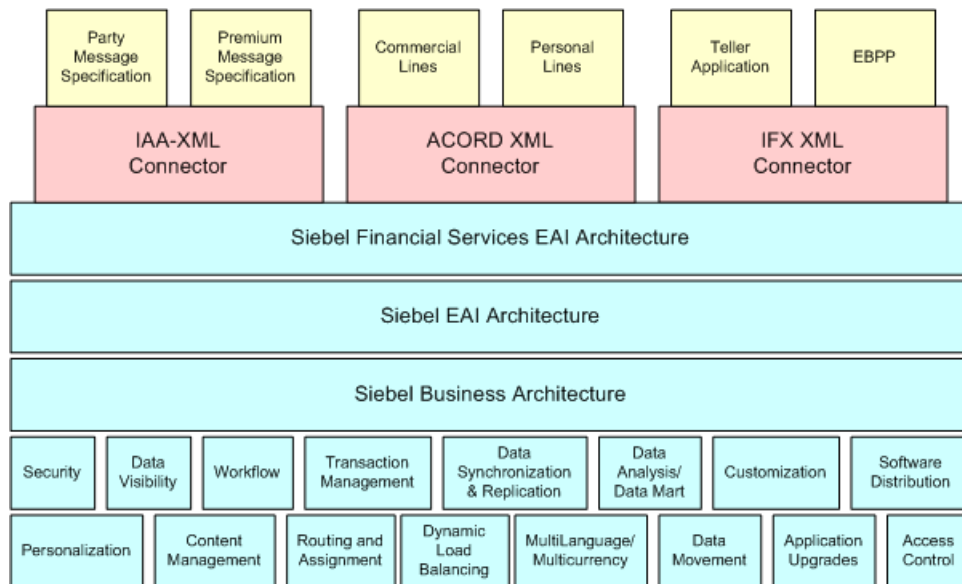 Party
Message
Specification
Premium
Message
Specification
Commercial
Lines
Personal
Lines
Teller
Application
EBPP
IAA-XML
Connector
ACORD XML
Connector
IFX XML
Connector
Siebel Financial Services EAI Architecture
Siebel EAI Architecture
Siebel Business Architecture
Security
Data
Visibility
Workflow
Transaction
Management
Data
Synchronization
& Replication
Data
Analysis/
Data Mart
Customization
Software
Distribution
Personalization
Content
Management
Routing and
Assignment
Dynamic
Load
Balancing
MultiLanguage/
Multicurrency
Data
Movement
Application
Upgrades
Access
Control